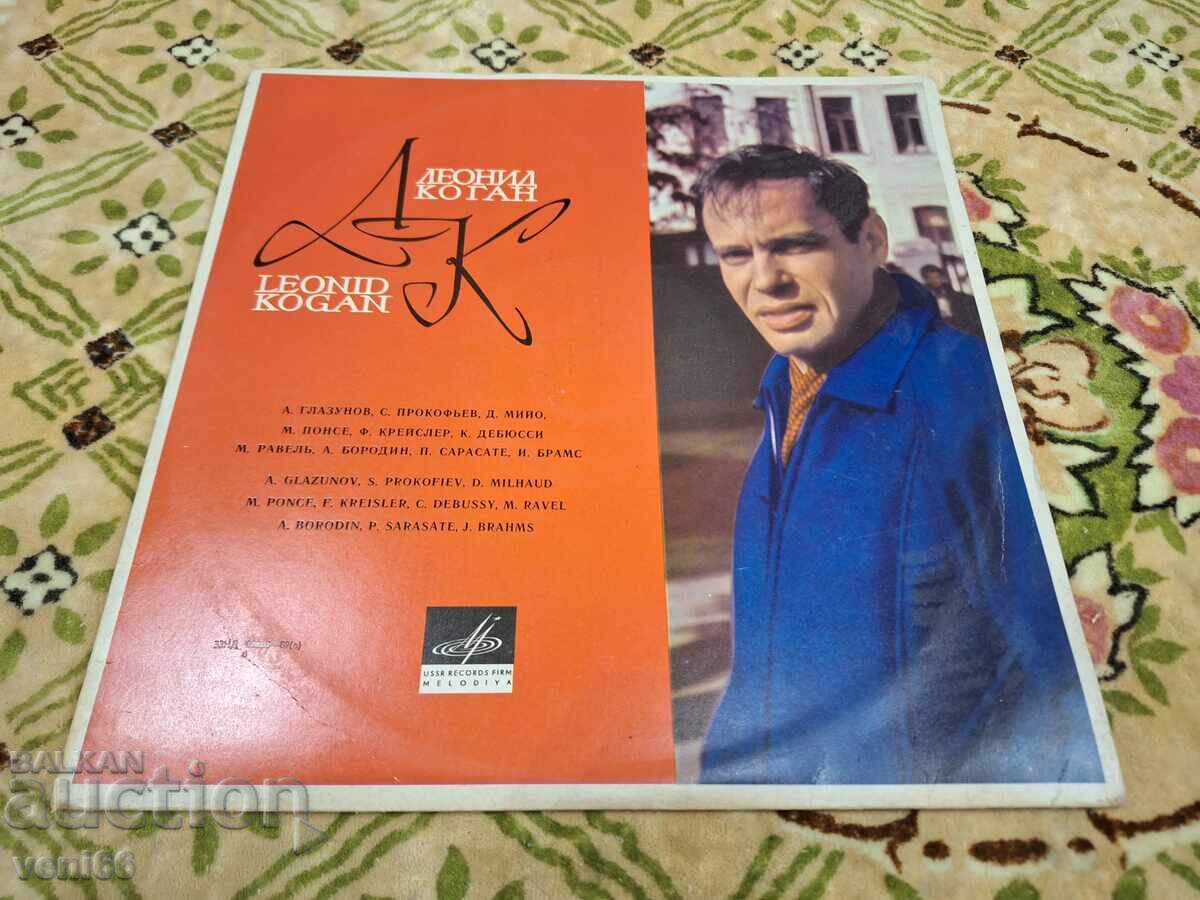 ЛЕОНИД
КОГАН
ЛК
LEONID
KOGAN
А. ГЛАЗУНОВ, С. ПРОКОФЬЕВ, Д. МИЙО,
М. ПОНСЕ, Ф. КРЕЙСЛЕР, К. ДЕБЮССИ
М. РАВЕЛЬ, А. БОРОДИН, П. САРАСАТЕ, И. БРАМС
A. GLAZUNOV, S. PROKOFIEV, D. MILHAUD
M. PONCE, F. KREISLER, C. DEBUSSY, M. RAVEL
A. BORODIN, P. SARASATE, J. BRAHMS
USSR RECORDS FIRM
MELODIYA
BALKAN
auction
veni66